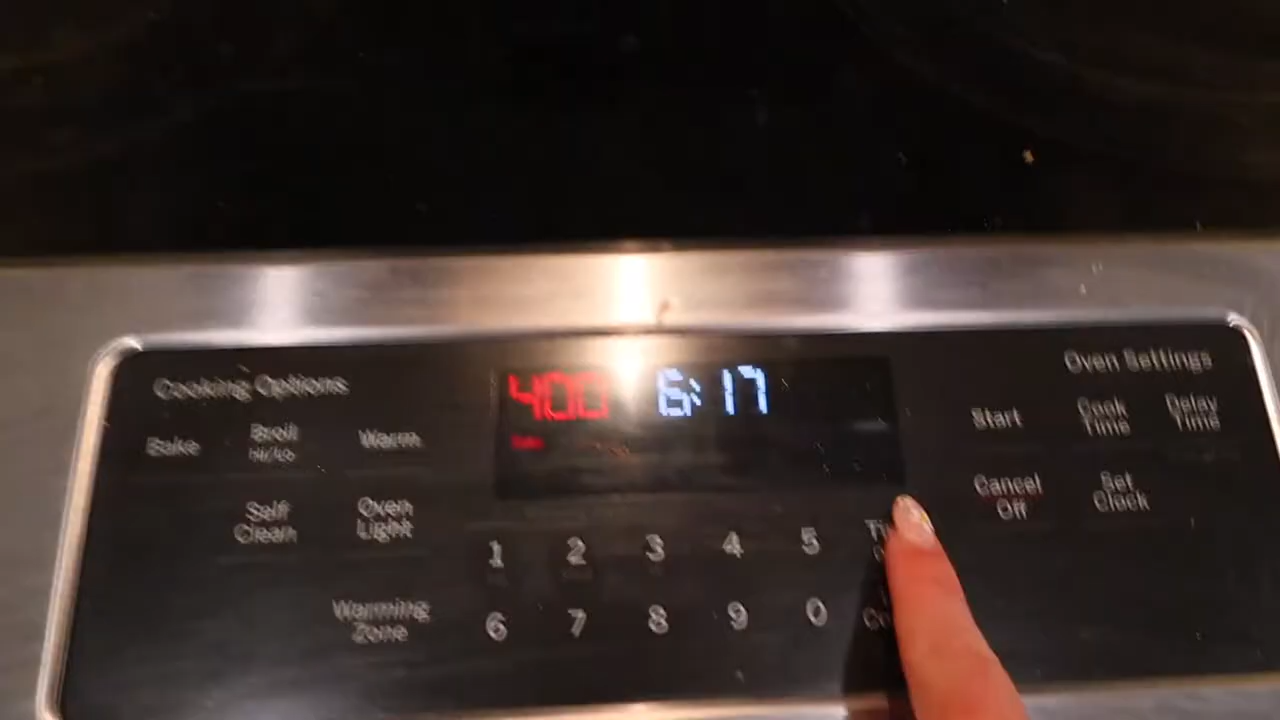 Cooking Options
Bake
Broil
Hi/Lo
Warm
Self
Clean
Oven
Light
Warming
Zone
400
6:17
1 2 3 4 5
6 7 8 9 0
Oven Settings
Start
Cook
Time
Delay
Time
Cancel
Off
Set
Clock